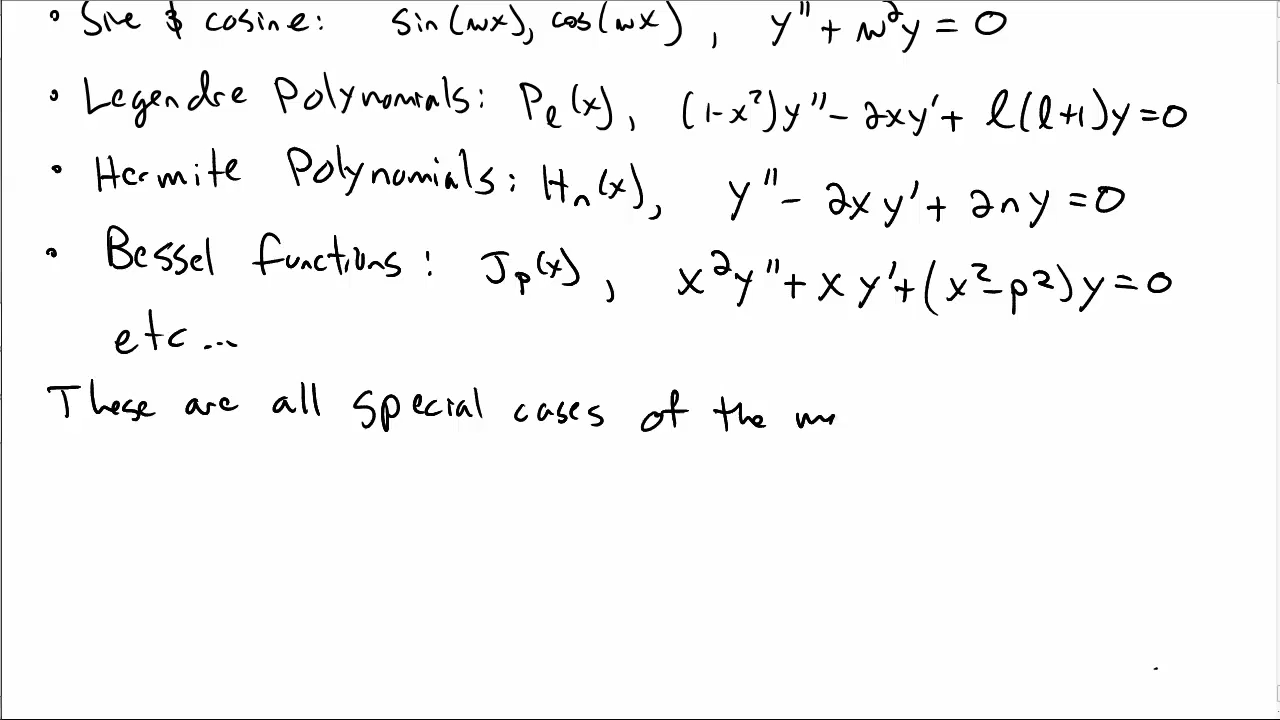 • Sine & cosine: sin(wx), cos(wx), y'' + w²y = 0
• Legendre Polynomials: Pₗ(x), (1-x²)y'' - 2xy' + l(l+1)y=0
• Hermite Polynomials: Hₙ(x), y'' - 2xy' + 2ny = 0
• Bessel functions: Jₚ(x), x²y'' + xy' + (x²-p²)y = 0
etc...
These are all special cases of the